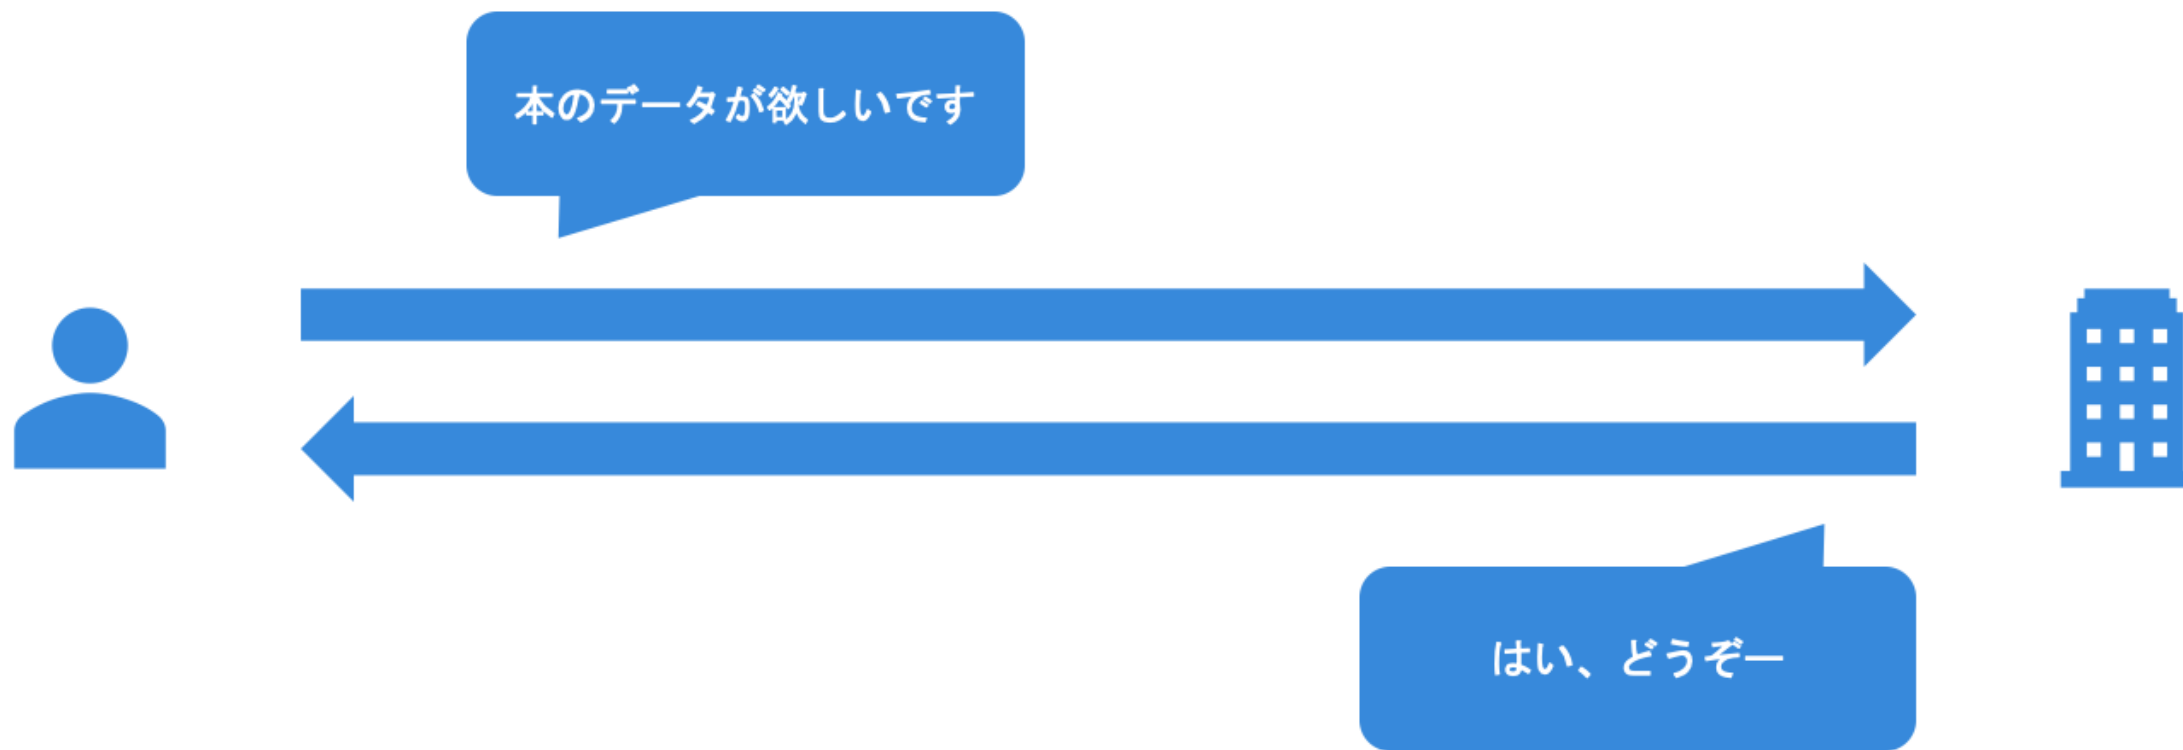 本のデータが欲しいです
はい、どうぞー